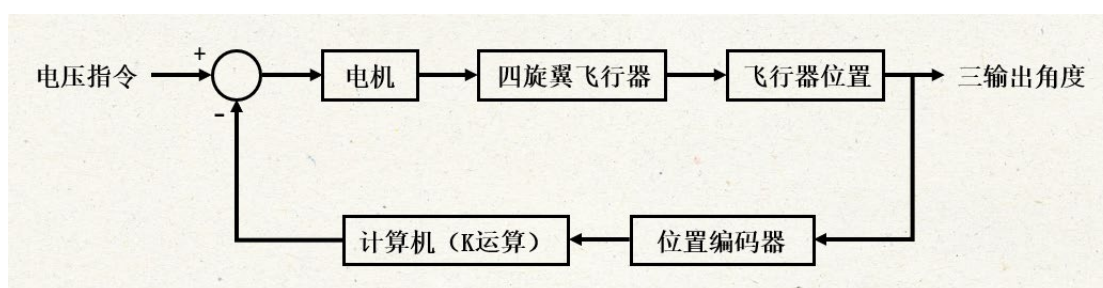 +
电压指令
电机
四旋翼飞行器
飞行器位置
三输出角度
-
计算机（K运算）
位置编码器